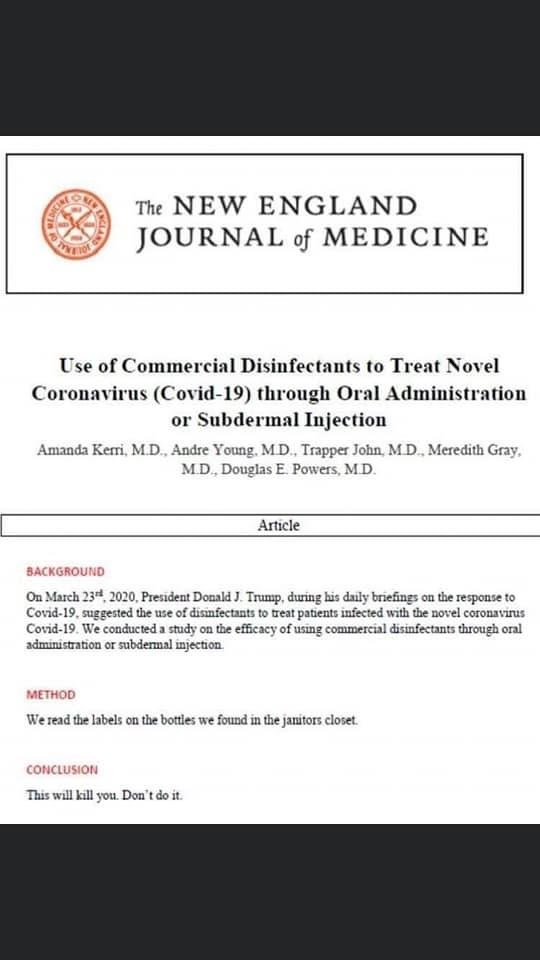 The NEW ENGLAND
JOURNAL of MEDICINE
Use of Commercial Disinfectants to Treat Novel
Coronavirus (Covid-19) through Oral Administration
or Subdermal Injection
Amanda Kerri, M.D., Andre Young, M.D., Trapper John, M.D., Meredith Gray,
M.D., Douglas E. Powers, M.D.
Article
BACKGROUND
On March 23rd, 2020, President Donald J. Trump, during his daily briefings on the response to
Covid-19, suggested the use of disinfectants to treat patients infected with the novel coronavirus
Covid-19. We conducted a study on the efficacy of using commercial disinfectants through oral
administration or subdermal injection.
METHOD
We read the labels on the bottles we found in the janitors closet.
CONCLUSION
This will kill you. Don't do it.